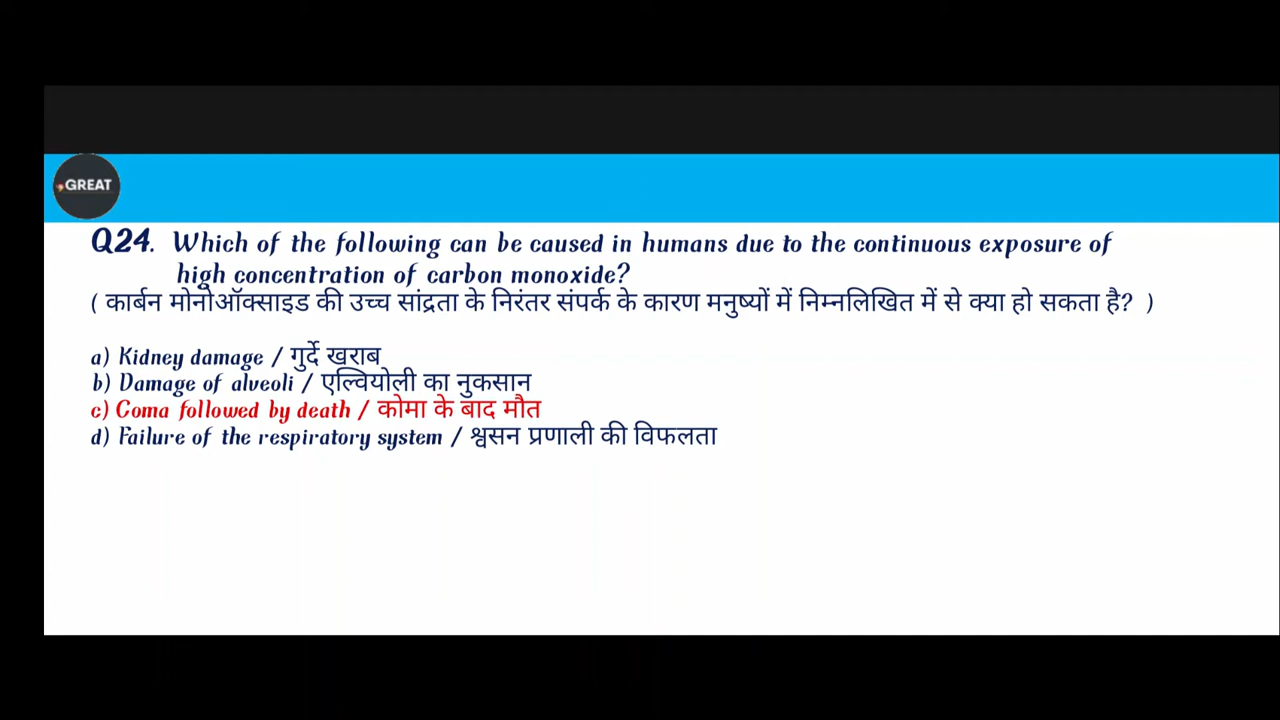 GREAT
Q24. Which of the following can be caused in humans due to the continuous exposure of
high concentration of carbon monoxide?
( कार्बन मोनोऑक्साइड की उच्च सांद्रता के निरंतर संपर्क के कारण मनुष्यों में निम्नलिखित में से क्या हो सकता है? )
a) Kidney damage / गुर्दे खराब
b) Damage of alveoli / एल्वियोली का नुकसान
c) Coma followed by death / कोमा के बाद मौत
d) Failure of the respiratory system / श्वसन प्रणाली की विफलता